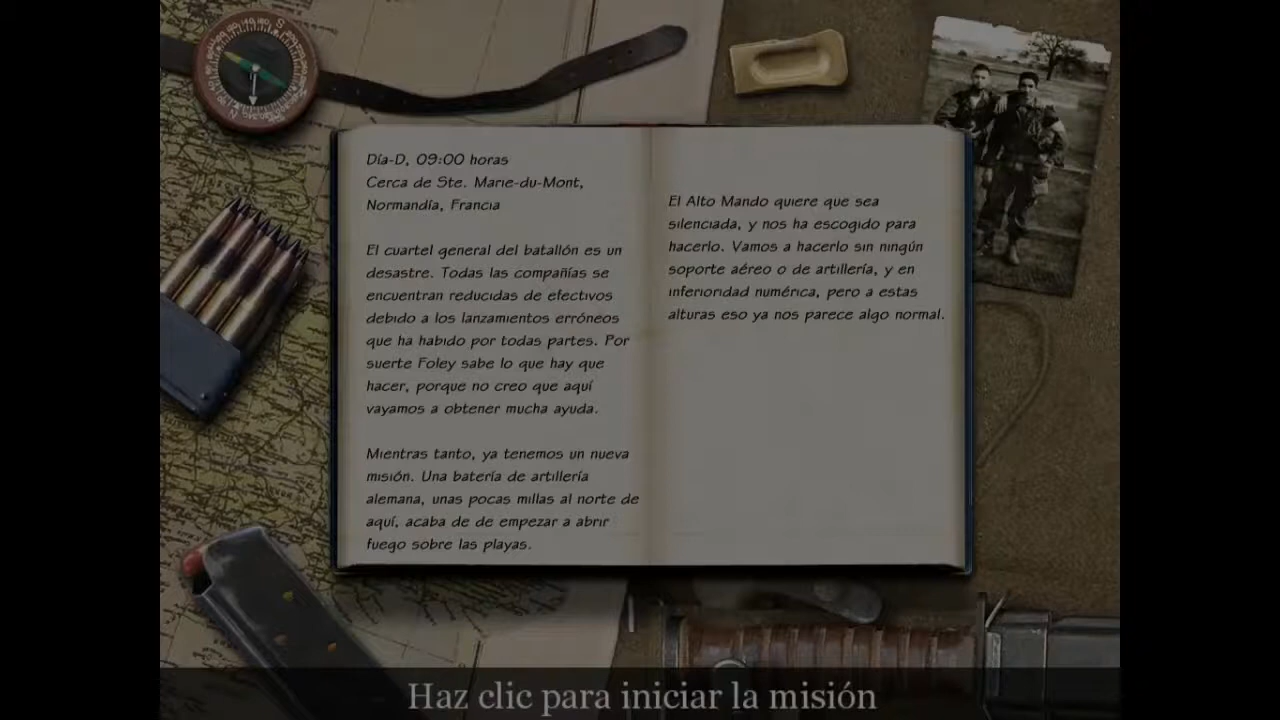 Día-D, 09:00 horas
Cerca de Ste. Marie-du-Mont,
Normandía, Francia
El cuartel general del batallón es un
desastre. Todas las compañías se
encuentran reducidas de efectivos
debido a los lanzamientos erróneos
que ha habido por todas partes. Por
suerte Foley sabe lo que hay que
hacer, porque no creo que aquí
vayamos a obtener mucha ayuda.
Mientras tanto, ya tenemos un nueva
misión. Una batería de artillería
alemana, unas pocas millas al norte de
aquí, acaba de de empezar a abrir
fuego sobre las playas.
El Alto Mando quiere que sea
silenciada, y nos ha escogido para
hacerlo. Vamos a hacerlo sin ningún
soporte aéreo o de artillería, y en
inferioridad numérica, pero a estas
alturas eso ya nos parece algo normal.
Haz clic para iniciar la misión